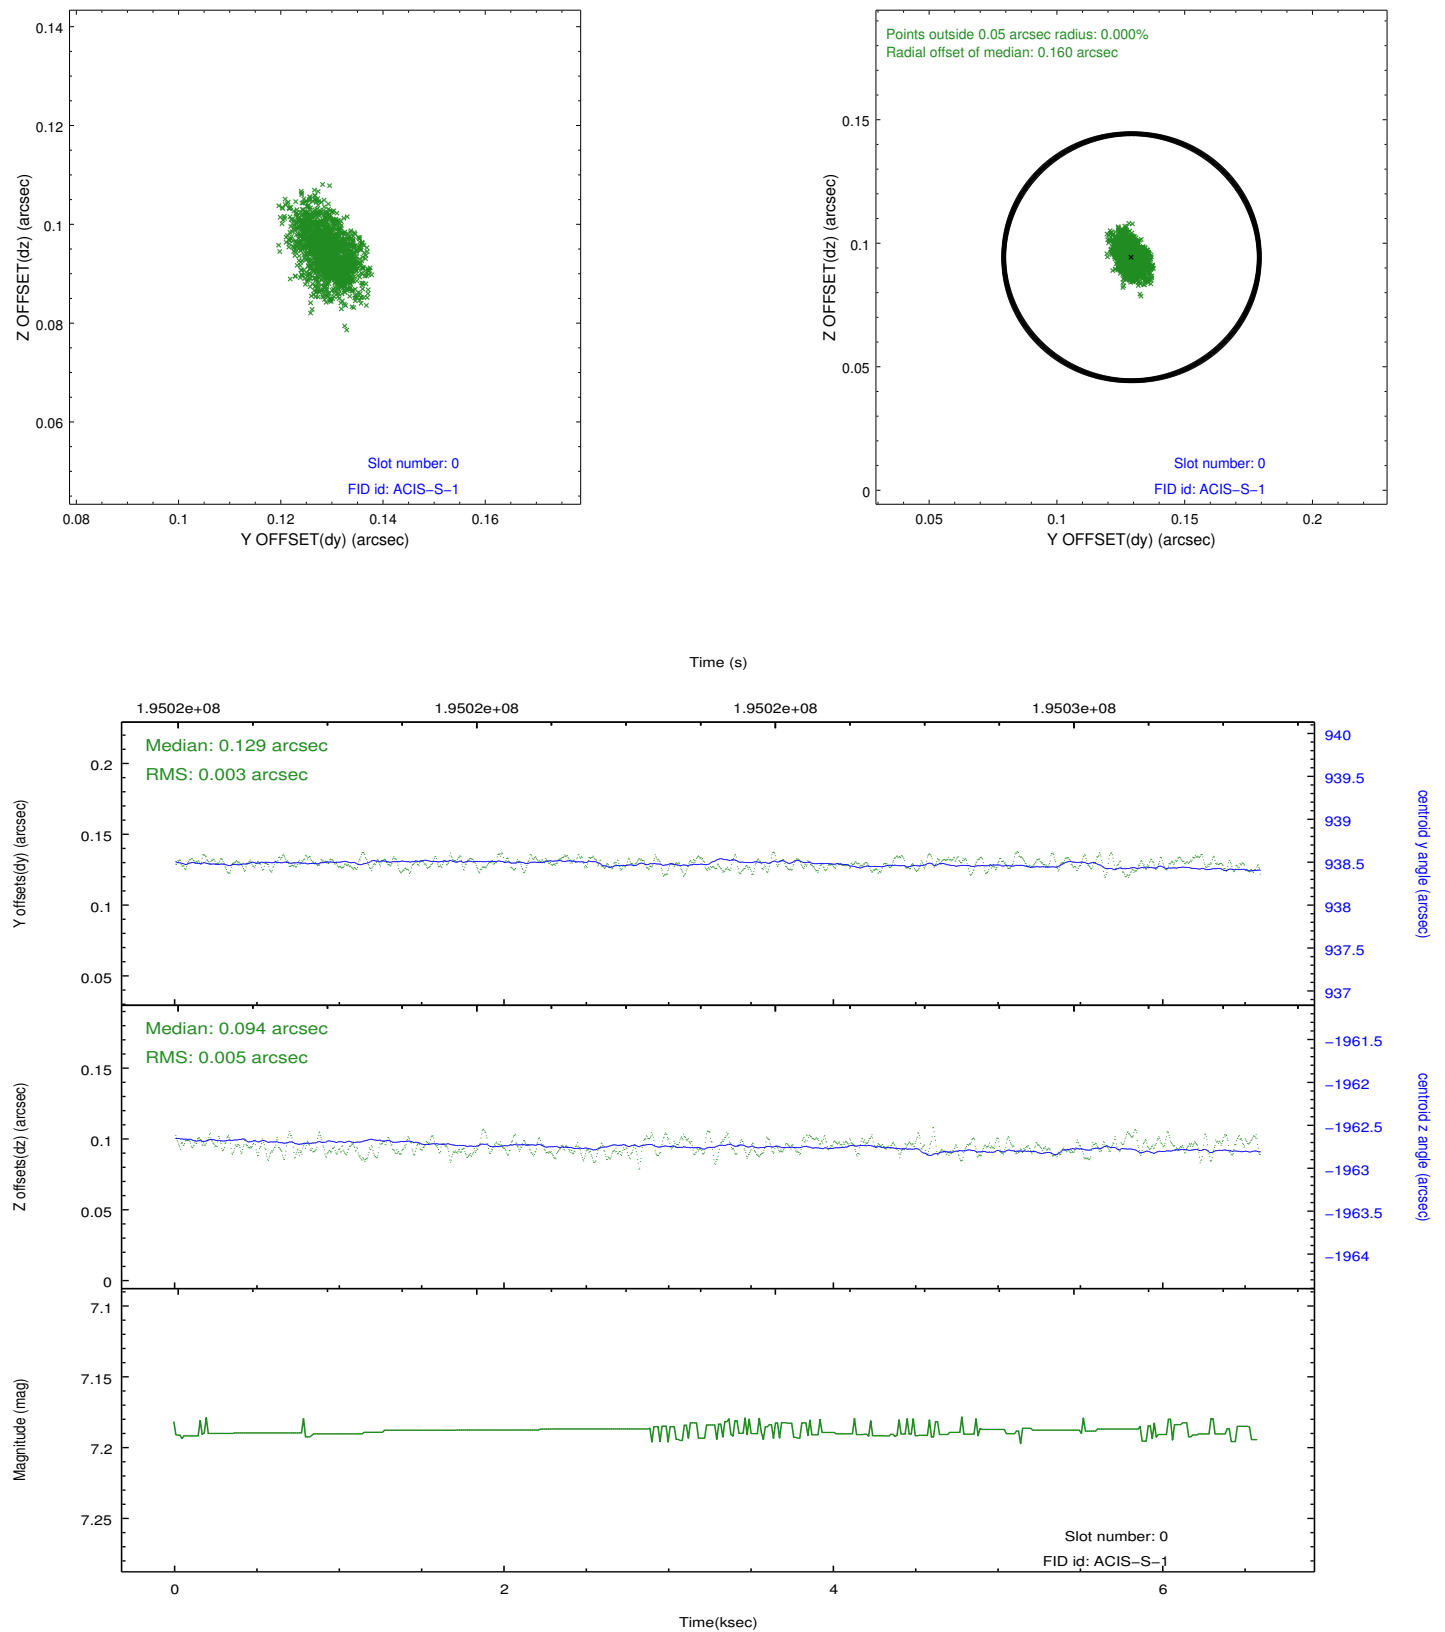 0.14
0.12
0.1
0.08
0.06
Z OFFSET(dz) (arcsec)
Slot number: 0
FID id: ACIS−S−1
0.08 0.1 0.12 0.14 0.16
Y OFFSET(dy) (arcsec)
Points outside 0.05 arcsec radius: 0.000%
Radial offset of median: 0.160 arcsec
0.15
0.1
0.05
0
Z OFFSET(dz) (arcsec)
Slot number: 0
FID id: ACIS−S−1
0.05 0.1 0.15 0.2
Y OFFSET(dy) (arcsec)
Time (s)
1.9502e+08 1.9502e+08 1.9502e+08 1.9503e+08
Median: 0.129 arcsec
RMS: 0.003 arcsec
0.2
0.15
0.1
0.05
Y offsets(dy) (arcsec)
940
939.5
939
938.5
938
937.5
937
centroid y angle (arcsec)
Median: 0.094 arcsec
RMS: 0.005 arcsec
0.15
0.1
0.05
0
Z offsets(dz) (arcsec)
−1961.5
−1962
−1962.5
−1963
−1963.5
−1964
centroid z angle (arcsec)
7.1
7.15
7.2
7.25
Magnitude (mag)
Slot number: 0
FID id: ACIS−S−1
0 2 4 6
Time(ksec)